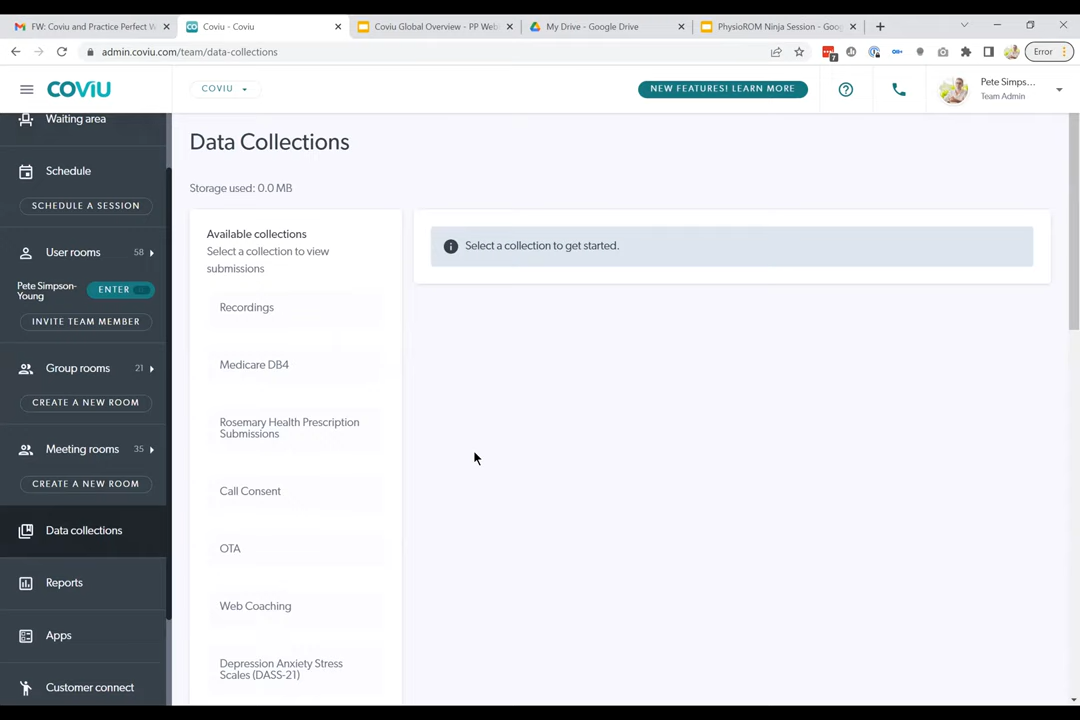 FW: Coviu and Practice Perfect W
Coviu - Coviu
Coviu Global Overview - PP Web
My Drive - Google Drive
PhysioROM Ninja Session - Goog
admin.coviu.com/team/data-collections
7
Error
COVIU
COVIU
NEW FEATURES! LEARN MORE
Pete Simps...
Team Admin
Waiting area
Schedule
SCHEDULE A SESSION
User rooms 58
Pete Simpson-
Young
ENTER
INVITE TEAM MEMBER
Group rooms 21
CREATE A NEW ROOM
Meeting rooms 35
CREATE A NEW ROOM
Data collections
Reports
Apps
Customer connect
Data Collections
Storage used: 0.0 MB
Available collections
Select a collection to view
submissions
Recordings
Medicare DB4
Rosemary Health Prescription
Submissions
Call Consent
OTA
Web Coaching
Depression Anxiety Stress
Scales (DASS-21)
Select a collection to get started.